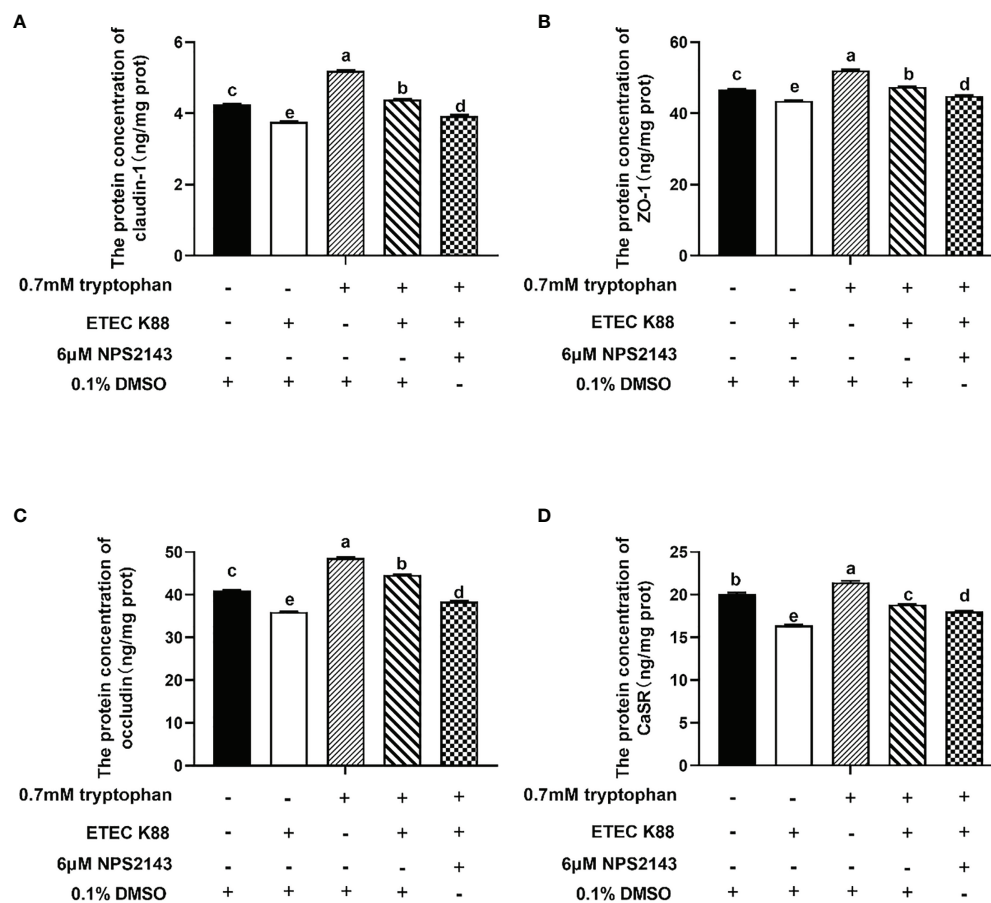 A
The protein concentration of
claudin-1(ng/mg prot)
6
4
2
0
c
e
a
b
d
0.7mM tryptophan - - + + +
ETEC K88 - + - + +
6µM NPS2143 - - - - +
0.1% DMSO + + + + -
B
The protein concentration of
ZO-1(ng/mg prot)
60
40
20
0
c
e
a
b
d
0.7mM tryptophan - - + + +
ETEC K88 - + - + +
6µM NPS2143 - - - - +
0.1% DMSO + + + + -
C
The protein concentration of
occludin(ng/mg prot)
50
40
30
20
10
0
c
e
a
b
d
0.7mM tryptophan - - + + +
ETEC K88 - + - + +
6µM NPS2143 - - - - +
0.1% DMSO + + + + -
D
The protein concentration of
CaSR(ng/mg prot)
25
20
15
10
5
0
b
e
a
c
d
0.7mM tryptophan - - + + +
ETEC K88 - + - + +
6µM NPS2143 - - - - +
0.1% DMSO + + + + -